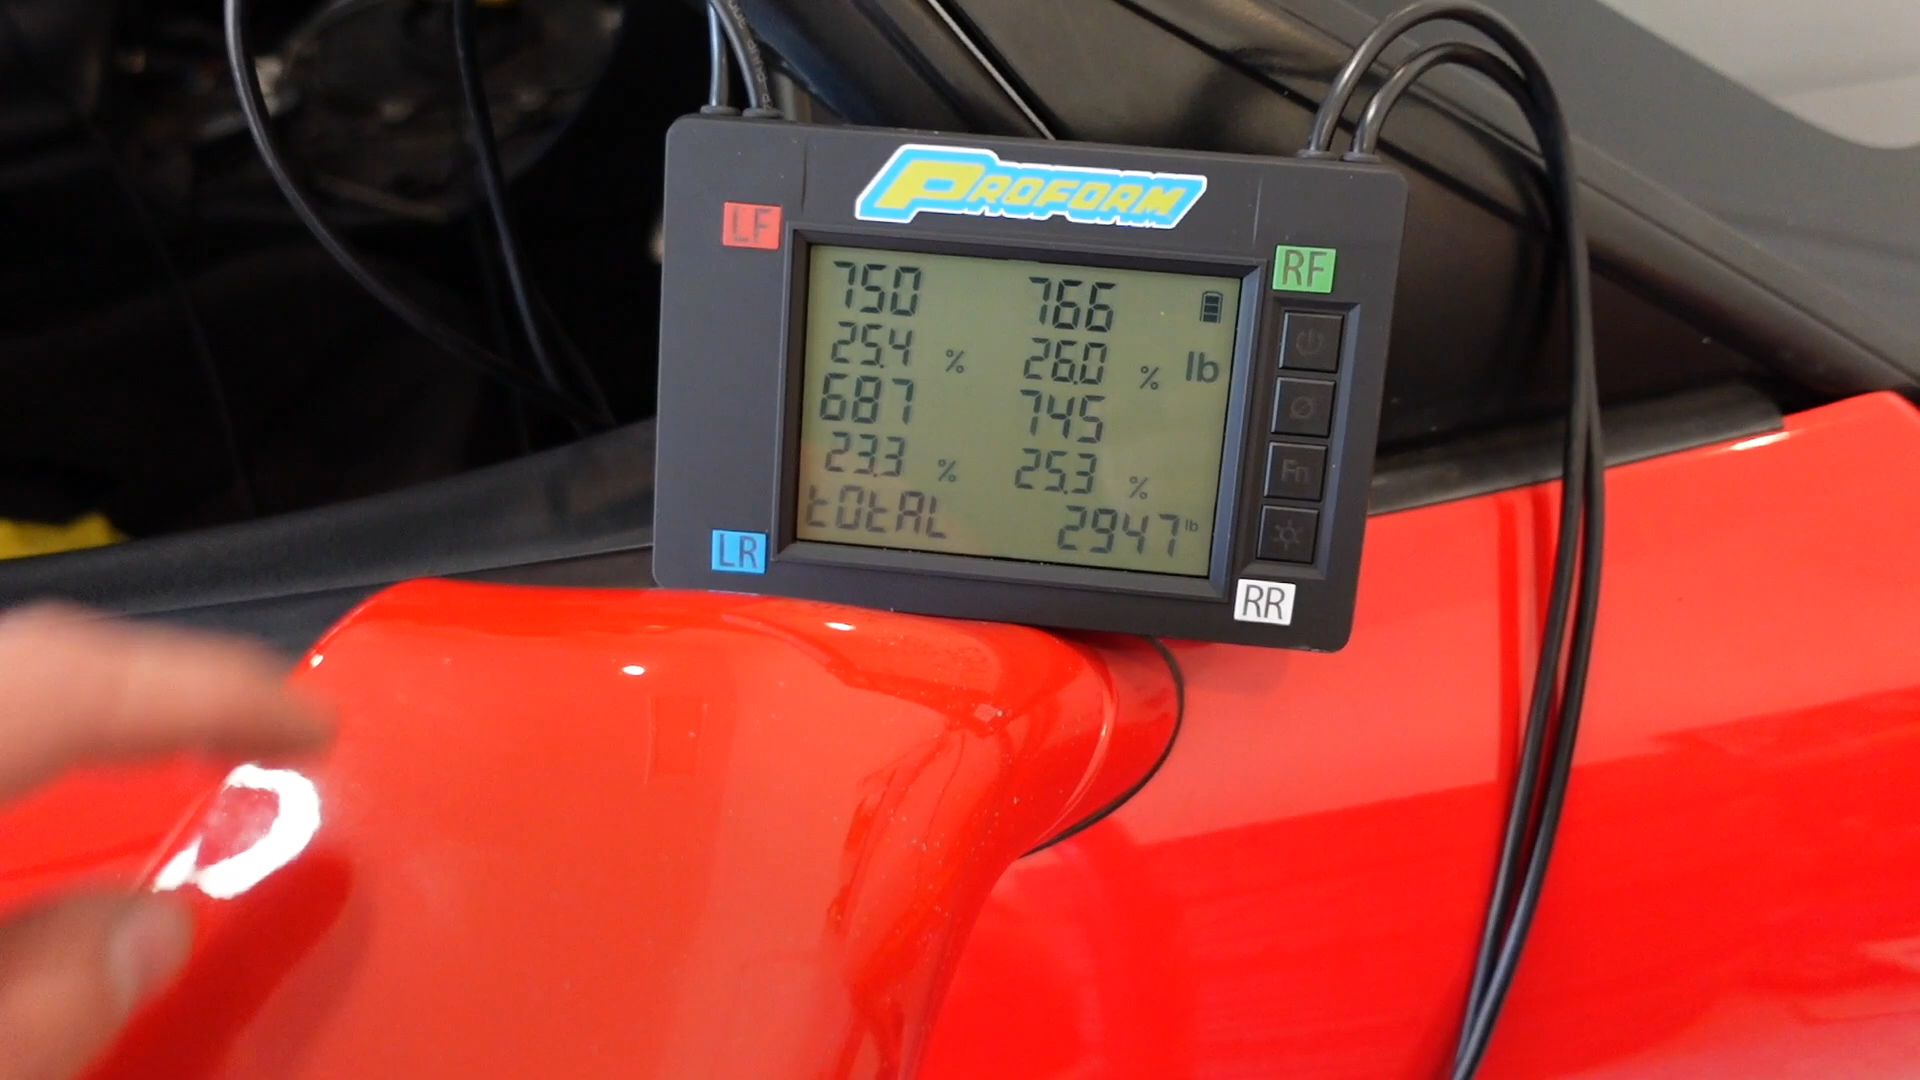 PROFORM
LF
RF
750 766
25.4 % 26.0 % lb
687 745
23.3 % 25.3 %
totAL 2947 lb
Fn
LR
RR